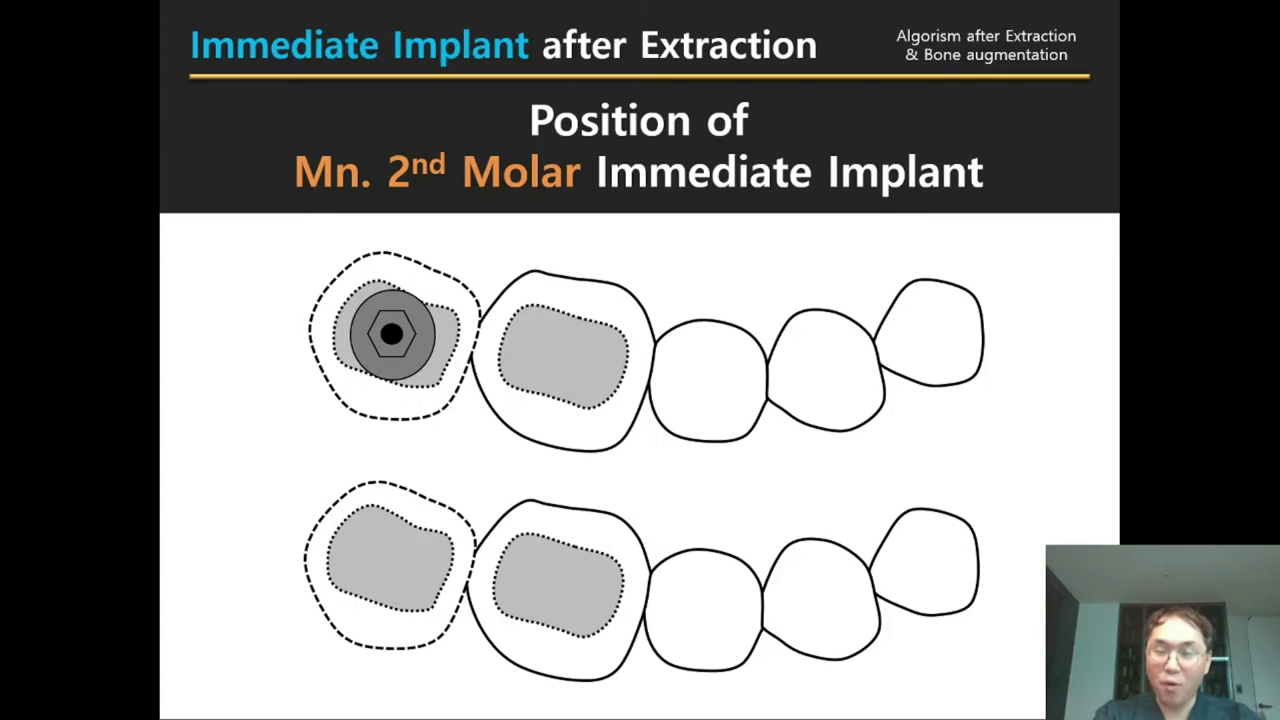 Immediate Implant after Extraction
Algorism after Extraction
& Bone augmentation
Position of
Mn. 2nd Molar Immediate Implant